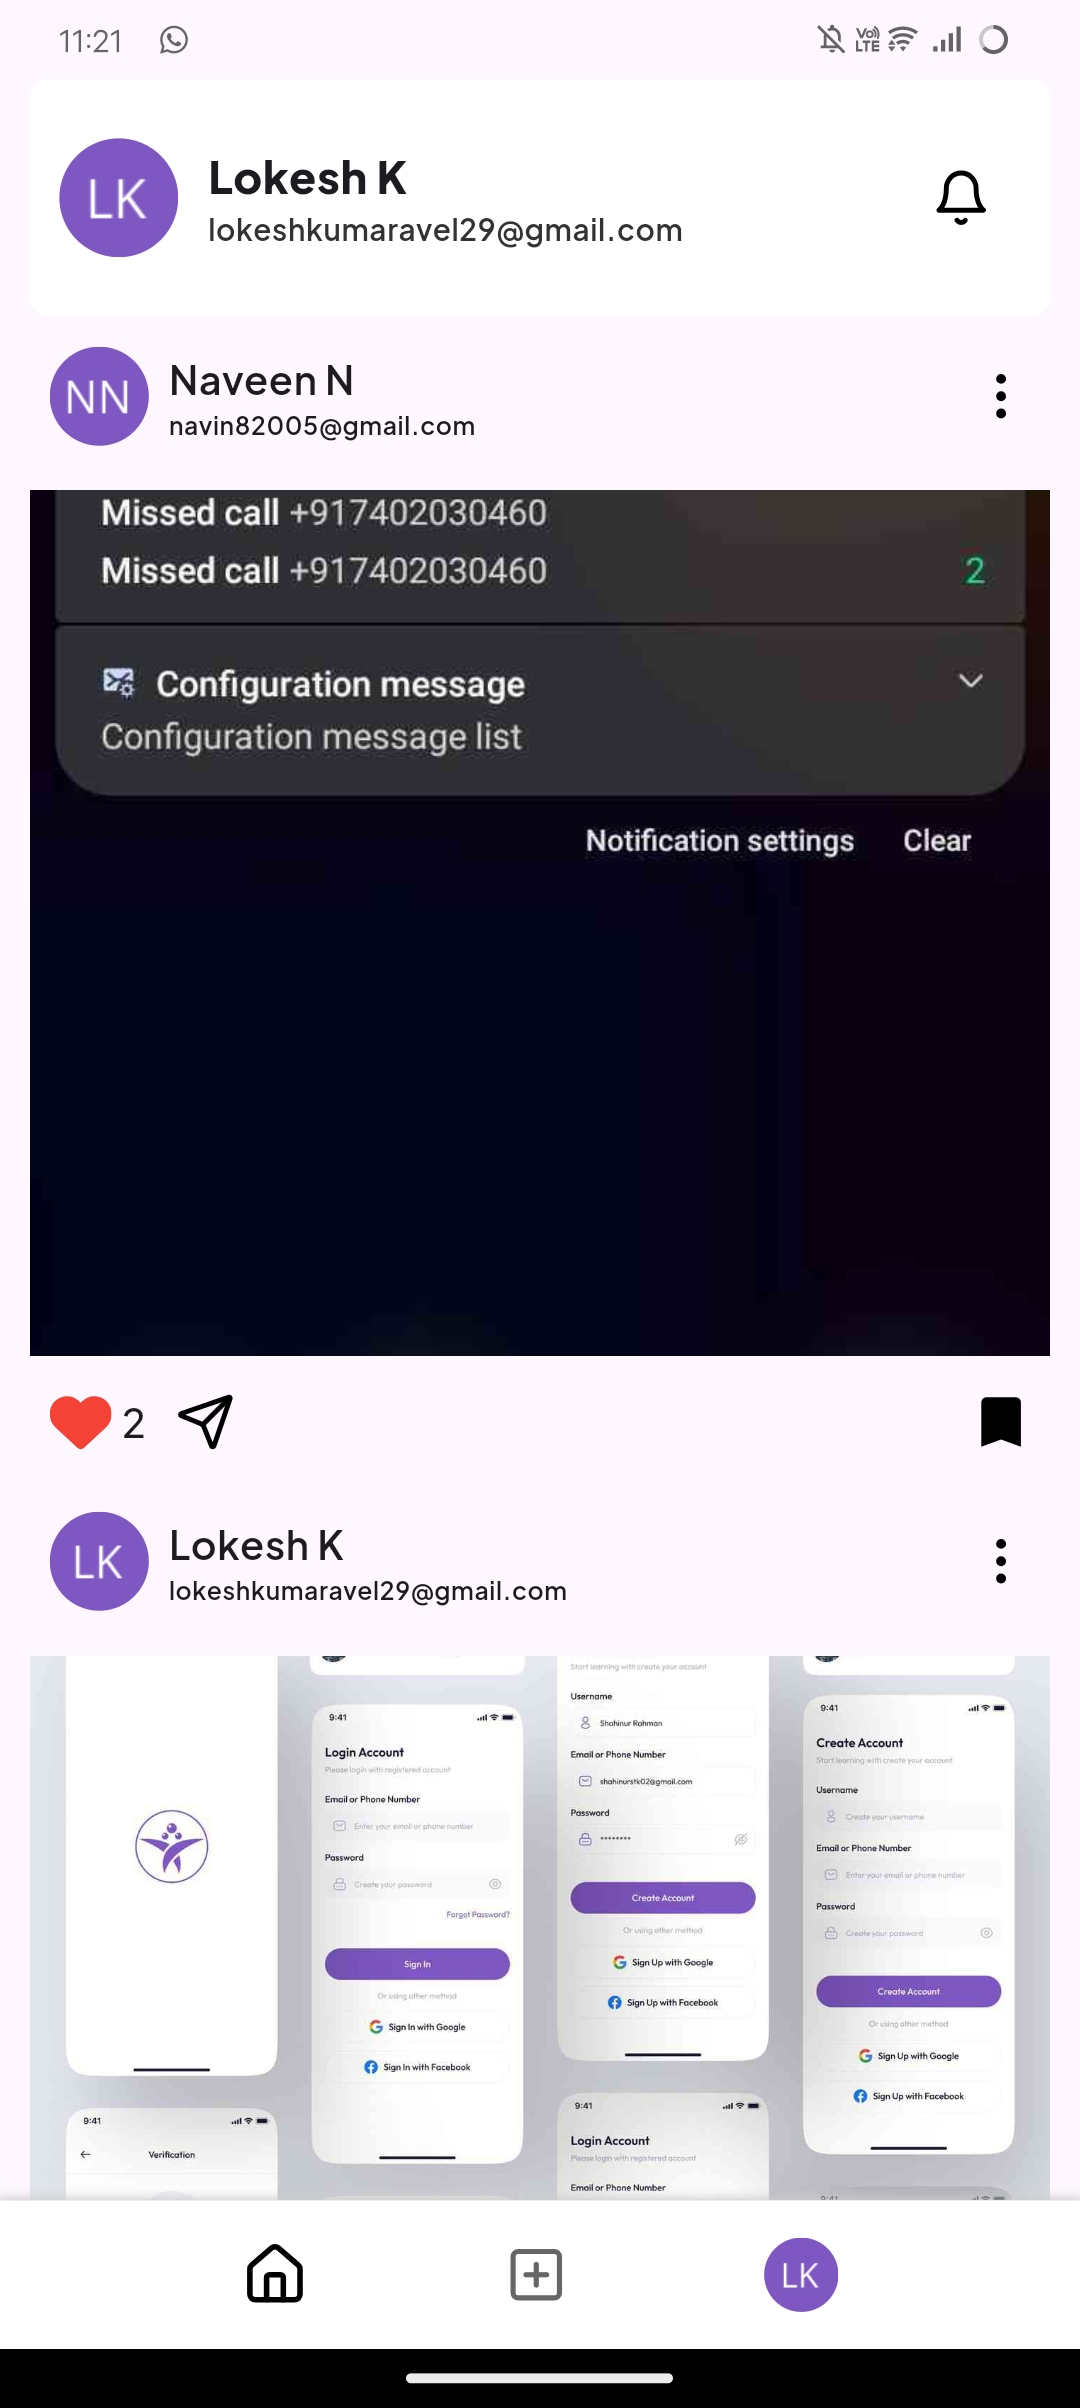 11:21
Vo)) LTE
LK
Lokesh K
lokeshkumaravel29@gmail.com
NN
Naveen N
navin82005@gmail.com
Missed call +917402030460
Missed call +917402030460
2
Configuration message
Configuration message list
Notification settings Clear
2
LK
Lokesh K
lokeshkumaravel29@gmail.com
9:41
Login Account
Please login with registered account
Email or Phone Number
Enter your email or phone number
Password
Create your password
Forgot Password?
Sign In
Or using other method
Sign In with Google
Sign In with Facebook
Start learning with create your account
Username
Shahinur Rahman
Email or Phone Number
shahinurstk02@gmail.com
Password
********
Create Account
Or using other method
Sign Up with Google
Sign Up with Facebook
9:41
Create Account
Start learning with create your account
Username
Create your username
Email or Phone Number
Enter your email or phone number
Password
Create your password
Create Account
Or using other method
Sign Up with Google
Sign Up with Facebook
9:41
Verification
9:41
Login Account
Please login with registered account
Email or Phone Number
9:41
LK